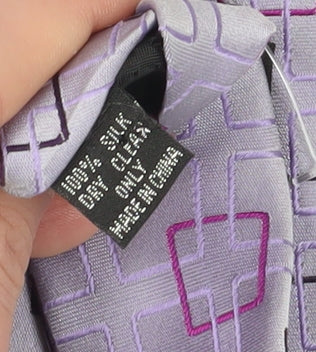 100% SILK
DRY CLEAN
ONLY
MADE IN CHINA